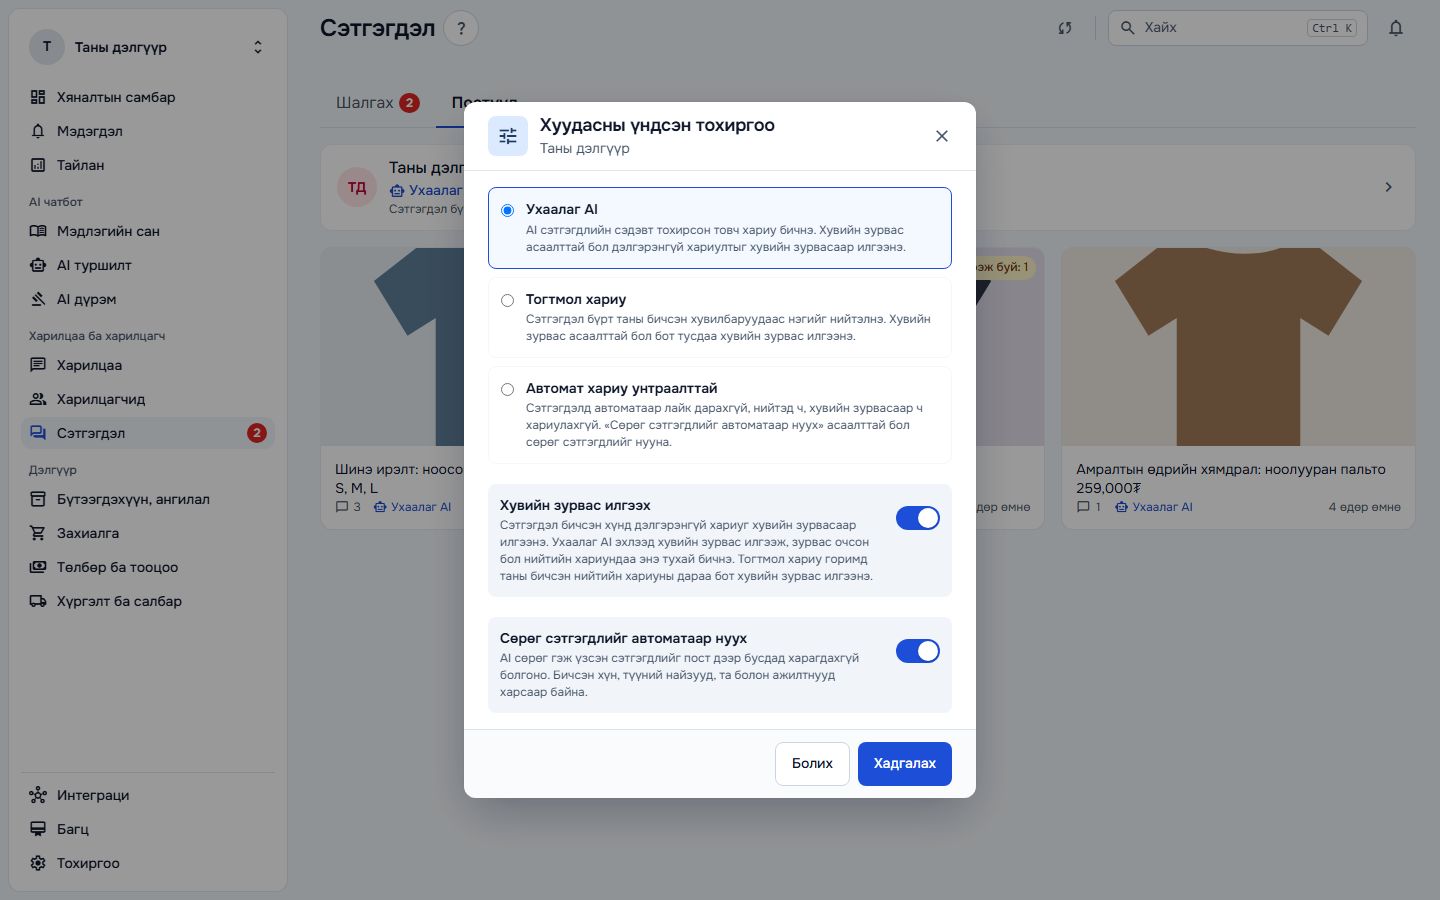 Т
Таны дэлгүүр
Хяналтын самбар
Мэдэгдэл
Тайлан
AI чатбот
Мэдлэгийн сан
AI туршилт
AI дүрэм
Харилцаа ба харилцагч
Харилцаа
Харилцагчид
Сэтгэгдэл
2
Дэлгүүр
Бүтээгдэхүүн, ангилал
Захиалга
Төлбөр ба тооцоо
Хүргэлт ба салбар
Интеграци
Багц
Тохиргоо
Сэтгэгдэл
?
Хайх
Ctrl K
Шалгах 2
ТД
Ухаалаг
Шинэ ирэлт: 
S, M, L
3 Ухаалаг AI
буй: 1
өмнө
Амралтын өдрийн хямдрал: ноолууран пальто
259,000₮
1 Ухаалаг AI
4 өдөр өмнө
Хуудасны үндсэн тохиргоо
Таны дэлгүүр
Ухаалаг AI
AI сэтгэгдлийн сэдэвт тохирсон товч хариу бичнэ. Хувийн зурвас
асаалттай бол дэлгэрэнгүй хариултыг хувийн зурвасаар илгээнэ.
Тогтмол хариу
Сэтгэгдэл бүрт таны бичсэн хувилбаруудаас нэгийг нийтэлнэ. Хувийн
зурвас асаалттай бол бот тусдаа хувийн зурвас илгээнэ.
Автомат хариу унтраалттай
Сэтгэгдэлд автоматаар лайк дарахгүй, нийтэд ч, хувийн зурвасаар ч
хариулахгүй. «Сөрөг сэтгэгдлийг автоматаар нуух» асаалттай бол
сөрөг сэтгэгдлийг нууна.
Хувийн зурвас илгээх
Сэтгэгдэл бичсэн хүнд дэлгэрэнгүй хариуг хувийн зурвасаар
илгээнэ. Ухаалаг AI эхлээд хувийн зурвас илгээж, зурвас очсон
бол нийтийн хариундаа энэ тухай бичнэ. Тогтмол хариу горимд
таны бичсэн нийтийн хариуны дараа бот хувийн зурвас илгээнэ.
Сөрөг сэтгэгдлийг автоматаар нуух
AI сөрөг гэж үзсэн сэтгэгдлийг пост дээр бусдад харагдахгүй
болгоно. Бичсэн хүн, түүний найзууд, та болон ажилтнууд
харсаар байна.
Болих
Хадгалах